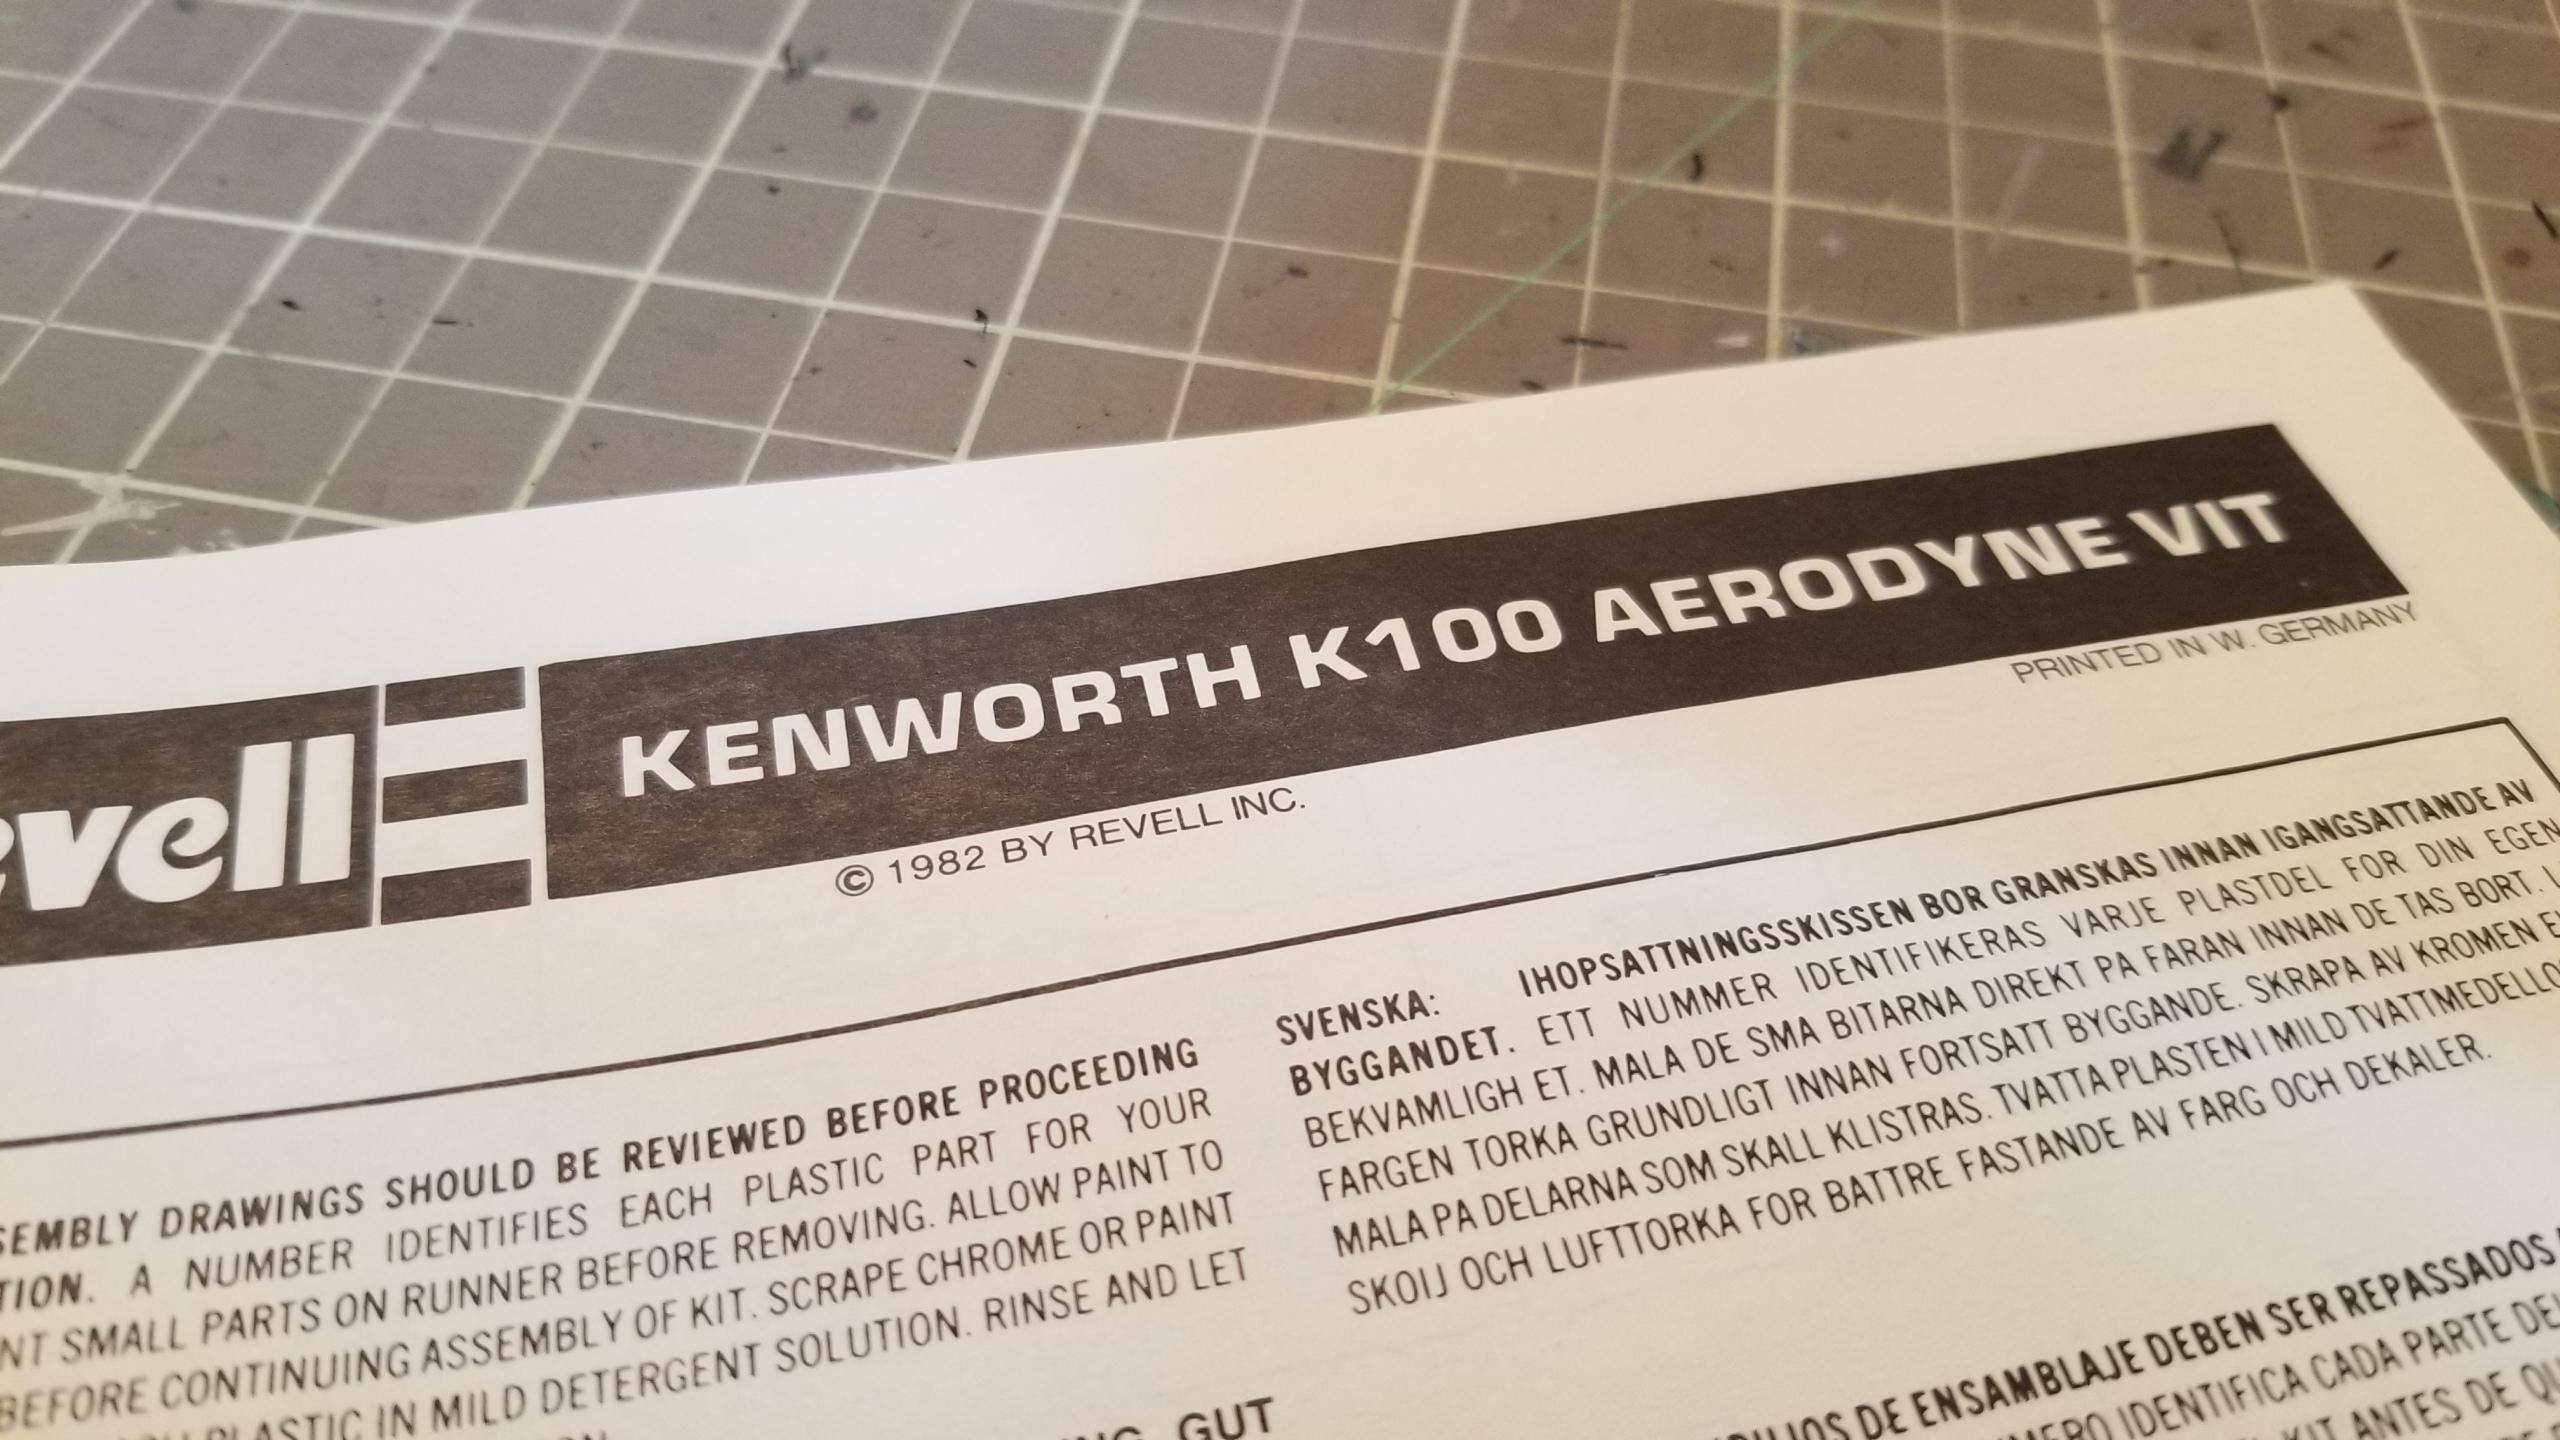 KENWORTH K100 AERODYNE VIT
© 1982 BY REVELL INC.
PRINTED IN W. GERMANY
DRAWINGS SHOULD BE REVIEWED BEFORE PROCEEDING
A NUMBER IDENTIFIES EACH PLASTIC PART FOR YOUR
SMALL PARTS ON RUNNER BEFORE REMOVING. ALLOW PAINT TO
BEFORE CONTINUING ASSEMBLY OF KIT. SCRAPE CHROME OR PAINT
PLASTIC IN MILD DETERGENT SOLUTION. RINSE AND LET
GUT
SVENSKA: IHOPSATTNINGSSKISSEN BOR GRANSKAS INNAN IGANGSATTANDE AV
BYGGANDET. ETT NUMMER IDENTIFIKERAS VARJE PLASTDEL FOR DIN EGEN
BEKVAMLIGH ET. MALA DE SMA BITARNA DIREKT PA FARAN INNAN DE TAS BORT.
FARGEN TORKA GRUNDLIGT INNAN FORTSATT BYGGANDE. SKRAPA AV KROMEN
MALA PA DELARNA SOM SKALL KLISTRAS. TVATTA PLASTEN I MILD
SKOIJ OCH LUFTTORKA FOR BATTRE FASTANDE AV FARG OCH DEKALER.
DE ENSAMBLAJE DEBEN SER REPASSADOS
IDENTIFICA CADA PARTE
KIT ANTES DE